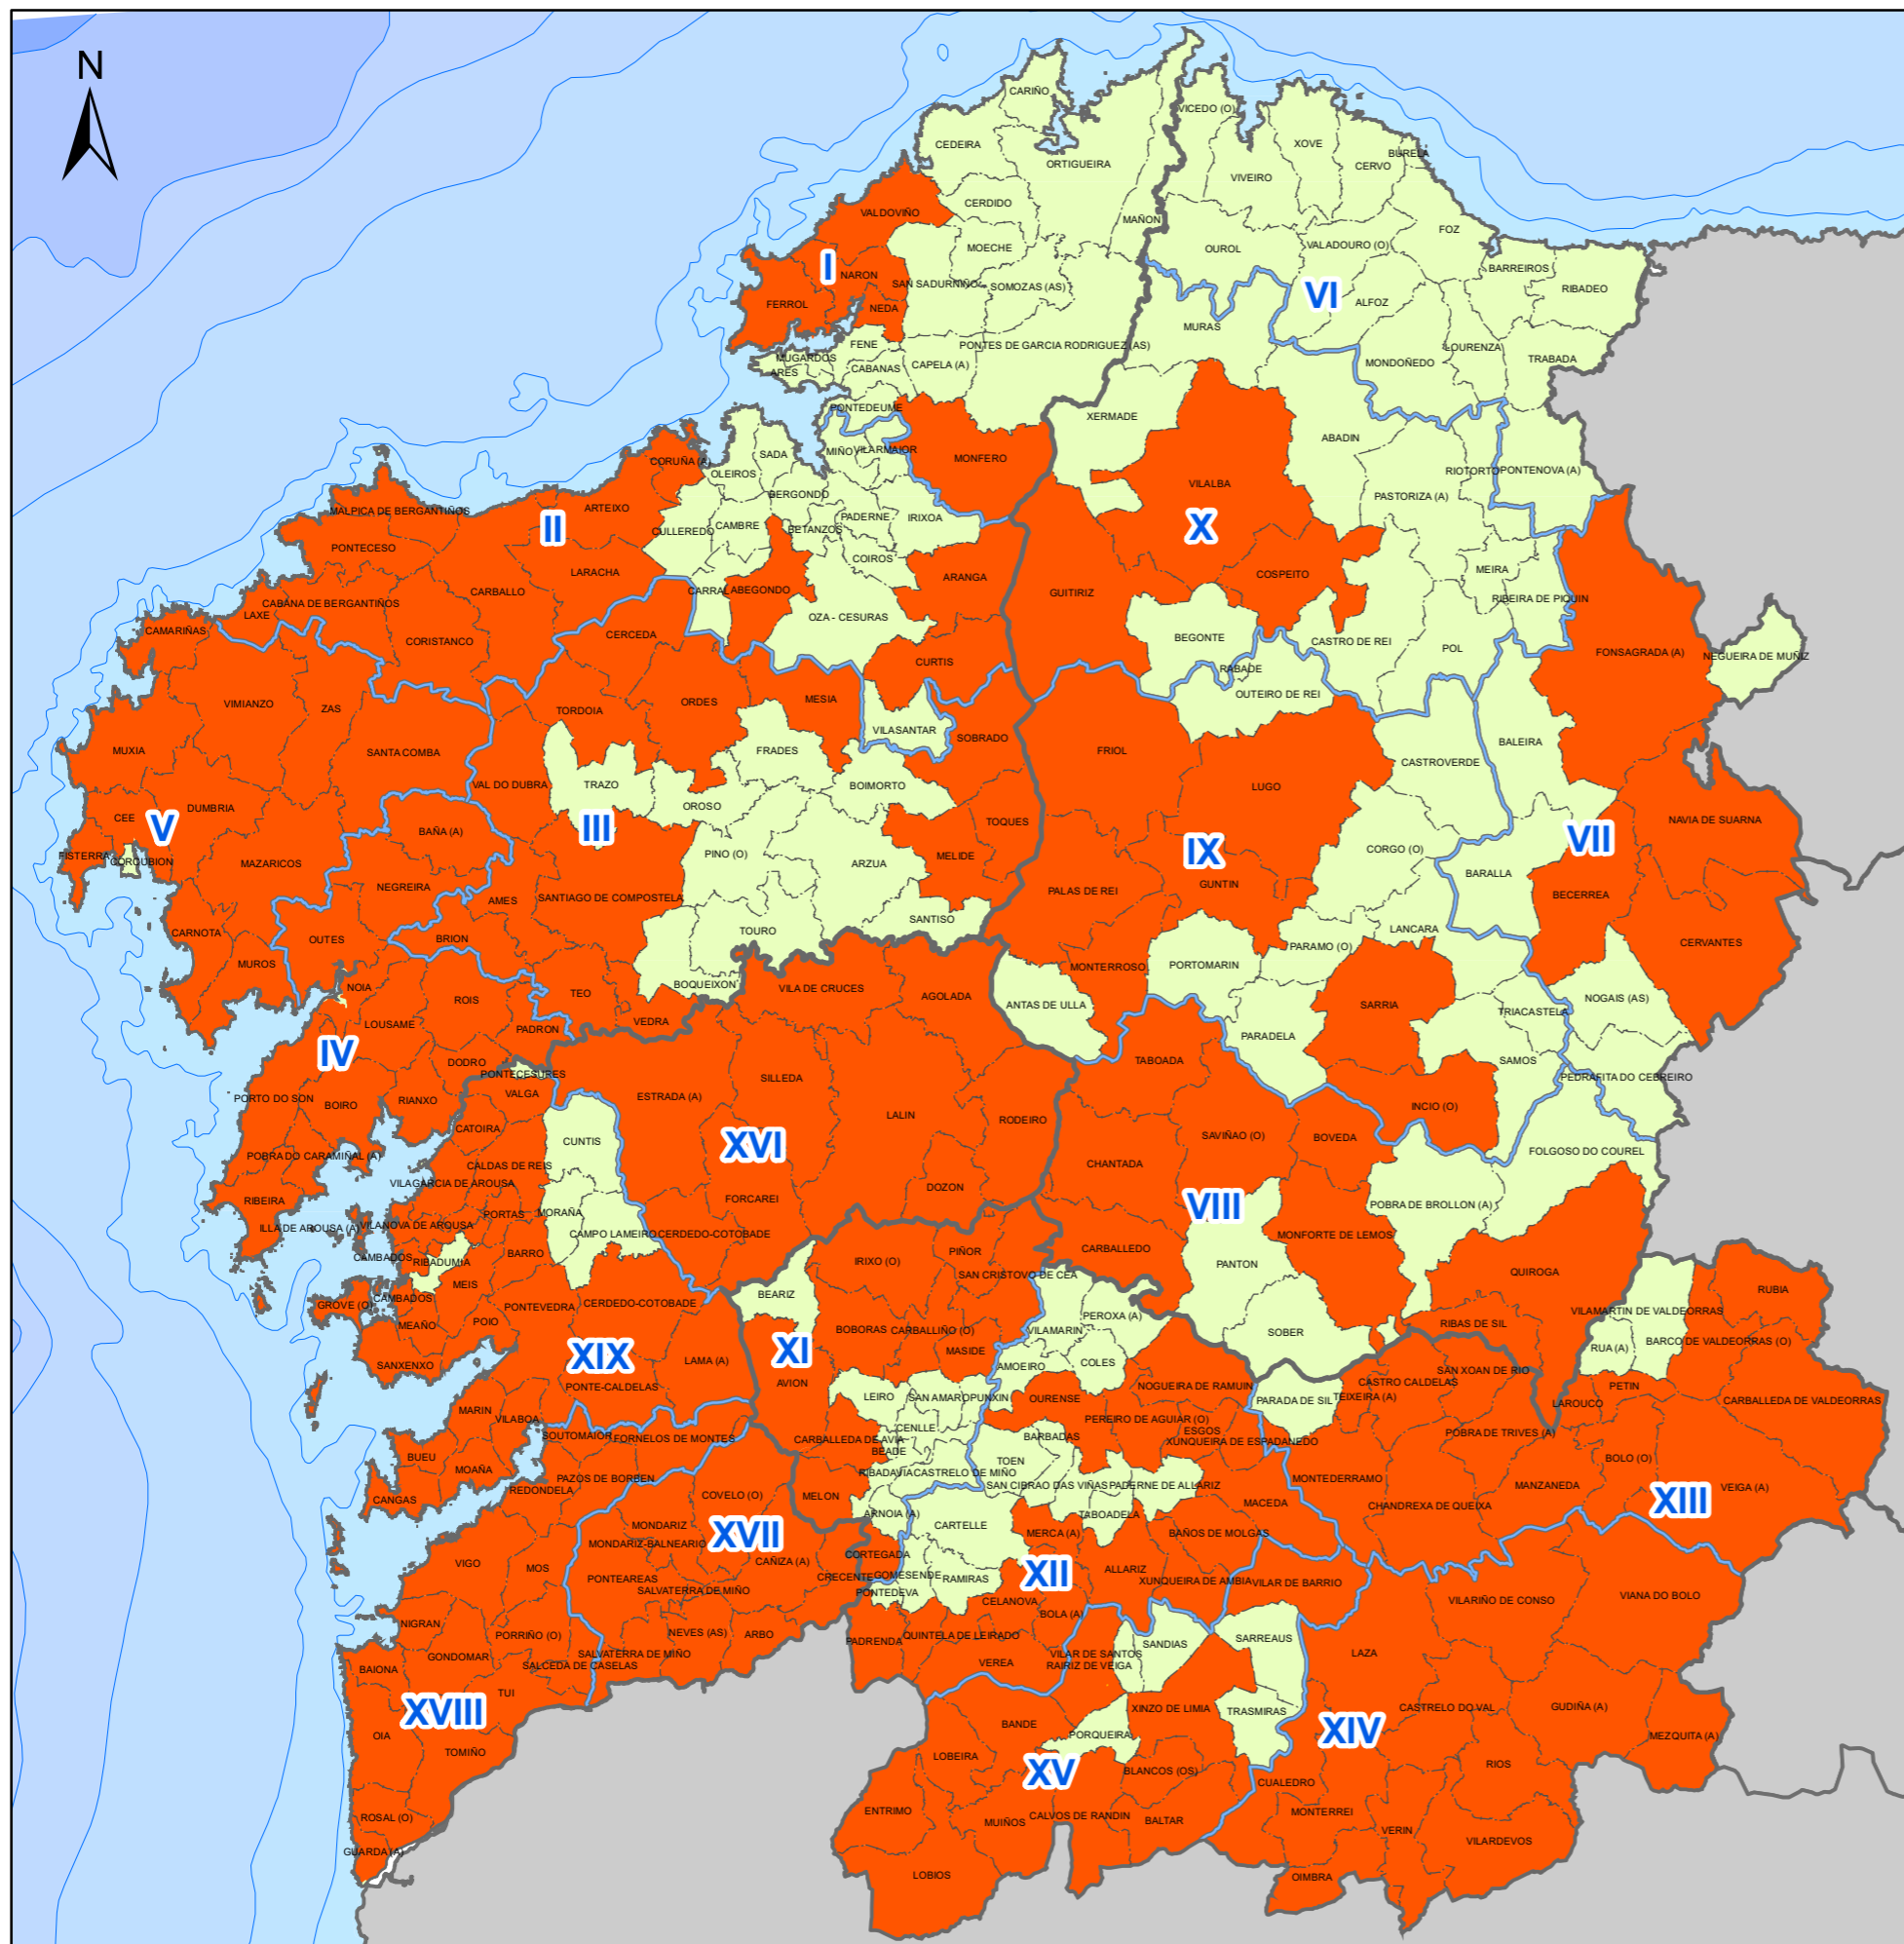 N
CARIÑO
VICEDO (O)
XOVE
BURELA
CEDEIRA
ORTIGUEIRA
CERVO
VIVEIRO
CERDIDO
VALDOVIÑO
MAÑON
MOECHE
OUROL
VALADOURO (O)
FOZ
I
NARON
BARREIROS
SAN SADURNIÑO
SOMOZAS (AS)
RIBADEO
FERROL
NEDA
VI
ALFOZ
MURAS
FENE
PONTES DE GARCIA RODRIGUEZ (AS)
LOURENZA
MUGARDOS
ARES
CABANAS
CAPELA (A)
MONDOÑEDO
TRABADA
PONTEDEUME
XERMADE
ABADIN
MIÑO
VILARMAIOR
MONFERO
SADA
CORUÑA (A)
OLEIROS
RIOTORTO
PONTENOVA (A)
VILALBA
PASTORIZA (A)
BERGONDO
ARTEIXO
MALPICA DE BERGANTIÑOS
II
PADERNE
IRIXOA
X
CULLEREDO
CAMBRE
BETANZOS
PONTECESO
COIROS
LARACHA
ARANGA
COSPEITO
MEIRA
CARRAL
ABEGONDO
GUITIRIZ
CARBALLO
RIBEIRA DE PIQUIN
CABANA DE BERGANTIÑOS
LAXE
OZA - CESURAS
CAMARIÑAS
CORISTANCO
CERCEDA
BEGONTE
CASTRO DE REI
POL
FONSAGRADA (A)
NEGUEIRA DE MUÑIZ
CURTIS
RABADE
OUTEIRO DE REI
VIMIANZO
ZAS
TORDOIA
ORDES
MESIA
VILASANTAR
SOBRADO
MUXIA
SANTA COMBA
FRADES
FRIOL
BALEIRA
CASTROVERDE
VAL DO DUBRA
TRAZO
BOIMORTO
LUGO
OROSO
DUMBRIA
CEE
V
TOQUES
NAVIA DE SUARNA
BAÑA (A)
III
VII
FISTERRA
CORCUBION
MAZARICOS
PINO (O)
ARZUA
MELIDE
IX
CORGO (O)
BARALLA
NEGREIRA
GUNTIN
PALAS DE REI
BECERREA
AMES
SANTIAGO DE COMPOSTELA
SANTISO
CARNOTA
OUTES
BRION
TOURO
LANCARA
CERVANTES
MUROS
PARAMO (O)
MONTERROSO
PORTOMARIN
NOIA
TEO
BOQUEIXON
VILA DE CRUCES
AGOLADA
ANTAS DE ULLA
NOGAIS (AS)
ROIS
SARRIA
TRIACASTELA
LOUSAME
VEDRA
PADRON
PARADELA
IV
TABOADA
SAMOS
DODRO
PONTECESURES
SILLEDA
PEDRAFITA DO CEBREIRO
VALGA
ESTRADA (A)
PORTO DO SON
BOIRO
RIANXO
INCIO (O)
LALIN
RODEIRO
CATOIRA
SAVIÑAO (O)
BOVEDA
CUNTIS
XVI
FOLGOSO DO COUREL
POBRA DO CARAMIÑAL (A)
CALDAS DE REIS
CHANTADA
VILAGARCIA DE AROUSA
DOZON
RIBEIRA
FORCAREI
VIII
POBRA DE BROLLON (A)
PORTAS
MORAÑA
ILLA DE AROUSA (A)
VILANOVA DE AROUSA
CAMPO LAMEIRO
CERDEDO-COTOBADE
MONFORTE DE LEMOS
BARRO
CARBALLEDO
PIÑOR
CAMBADOS
RIBADUMIA
IRIXO (O)
PANTON
QUIROGA
SAN CRISTOVO DE CEA
MEIS
RUBIA
BEARIZ
CAMBADOS
GROVE (O)
PONTEVEDRA
CERDEDO-COTOBADE
PEROXA (A)
VILAMARTIN DE VALDEORRAS
POIO
MEAÑO
BOBORAS
CARBALLIÑO (O)
VILAMARIN
RIBAS DE SIL
SOBER
BARCO DE VALDEORRAS (O)
RUA (A)
XIX
LAMA (A)
XI
MASIDE
COLES
SANXENXO
AMOEIRO
SAN XOAN DE RIO
AVION
CASTRO CALDELAS
PETIN
PONTE-CALDELAS
LEIRO
SAN AMARO
PUNXIN
OURENSE
NOGUEIRA DE RAMUIN
PARADA DE SIL
TEIXEIRA (A)
LAROUCO
CARBALLEDA DE VALDEORRAS
MARIN
VILABOA
PEREIRO DE AGUIAR (O)
ESGOS
CENLLE
SOUTOMAIOR
FORNELOS DE MONTES
CARBALLEDA DE AVIA
BEADE
BARBADAS
XUNQUEIRA DE ESPADANEDO
POBRA DE TRIVES (A)
BUEU
MOAÑA
TOEN
BOLO (O)
PAZOS DE BORBEN
RIBADAVIA
CASTRELO DE MIÑO
MONTEDERRAMO
MANZANEDA
VEIGA (A)
REDONDELA
SAN CIBRAO DAS VIÑAS
PADERNE DE ALLARIZ
CANGAS
COVELO (O)
MELON
MACEDA
CHANDREXA DE QUEIXA
XIII
ARNOIA (A)
TABOADELA
MONDARIZ
CARTELLE
MERCA (A)
BAÑOS DE MOLGAS
XVII
MONDARIZ-BALNEARIO
CORTEGADA
VIGO
MOS
CAÑIZA (A)
ALLARIZ
GOMESENDE
PONTEAREAS
CRECENTE
RAMIRAS
XII
XUNQUEIRA DE AMBIA
VILAR DE BARRIO
SALVATERRA DE MIÑO
PONTEDEVA
CELANOVA
VILARIÑO DE CONSO
VIANA DO BOLO
BOLA (A)
NIGRAN
PORRIÑO (O)
NEVES (AS)
ARBO
PADRENDA
QUINTELA DE LEIRADO
SANDIAS
SARREAUS
GONDOMAR
SALVATERRA DE MIÑO
VILAR DE SANTOS
LAZA
BAIONA
SALCEDA DE CASELAS
VEREA
RAIRIZ DE VEIGA
TUI
XVIII
XINZO DE LIMIA
TRASMIRAS
CASTRELO DO VAL
GUDIÑA (A)
OIA
BANDE
XIV
PORQUEIRA
MEZQUITA (A)
TOMIÑO
LOBEIRA
RIOS
XV
BLANCOS (OS)
CUALEDRO
ENTRIMO
MUIÑOS
CALVOS DE RANDIN
BALTAR
MONTERREI
ROSAL (O)
VERIN
VILARDEVOS
GUARDA (A)
LOBIOS
OIMBRA